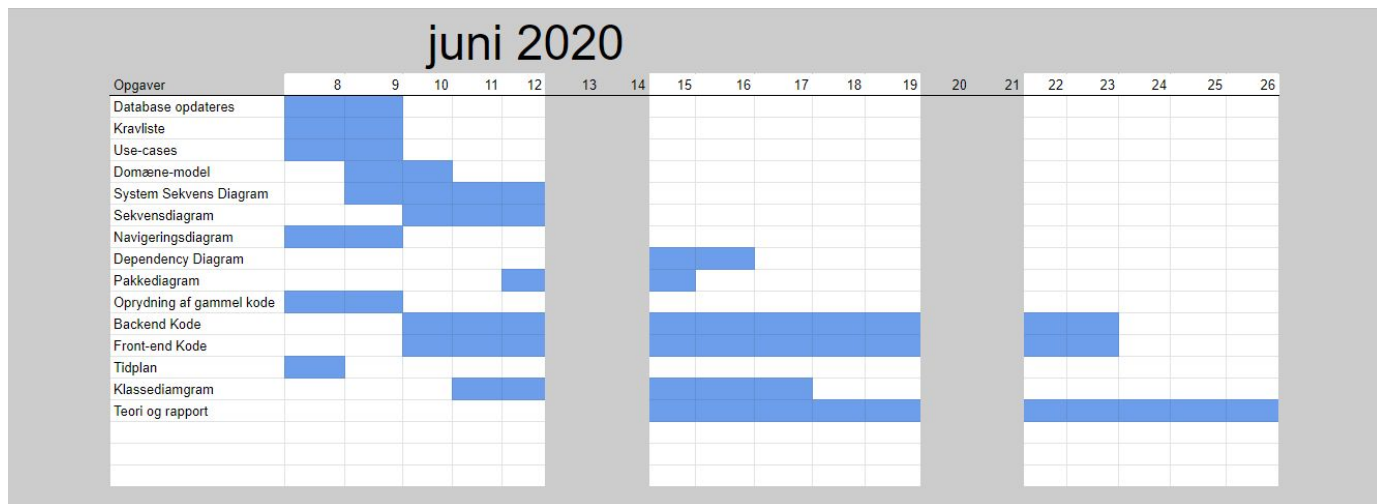 juni 2020
Opgaver 8 9 10 11 12 13 14 15 16 17 18 19 20 21 22 23 24 25 26
Database opdateres
Kravliste
Use-cases
Domæne-model
System Sekvens Diagram
Sekvensdiagram
Navigeringsdiagram
Dependency Diagram
Pakkediagram
Oprydning af gammel kode
Backend Kode
Front-end Kode
Tidplan
Klassediamgram
Teori og rapport